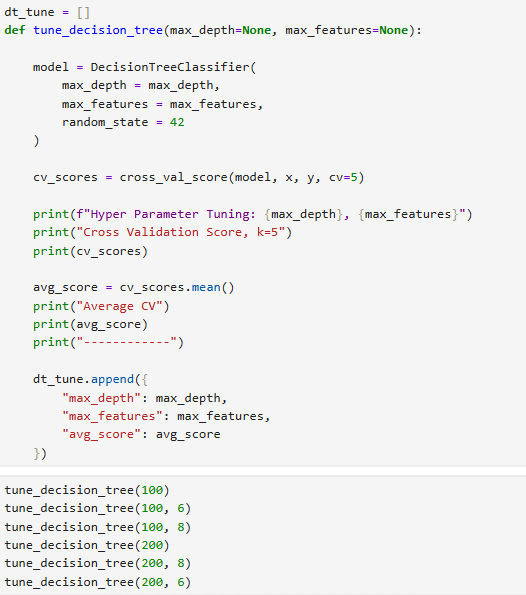 dt_tune = []
def tune_decision_tree(max_depth=None, max_features=None):
    model = DecisionTreeClassifier(
        max_depth = max_depth,
        max_features = max_features,
        random_state = 42
    )
    cv_scores = cross_val_score(model, x, y, cv=5)
    print(f"Hyper Parameter Tuning: {max_depth}, {max_features}")
    print("Cross Validation Score, k=5")
    print(cv_scores)
    avg_score = cv_scores.mean()
    print("Average CV")
    print(avg_score)
    print("------------")
    dt_tune.append({
        "max_depth": max_depth,
        "max_features": max_features,
        "avg_score": avg_score
    })
tune_decision_tree(100)
tune_decision_tree(100, 6)
tune_decision_tree(100, 8)
tune_decision_tree(200)
tune_decision_tree(200, 8)
tune_decision_tree(200, 6)